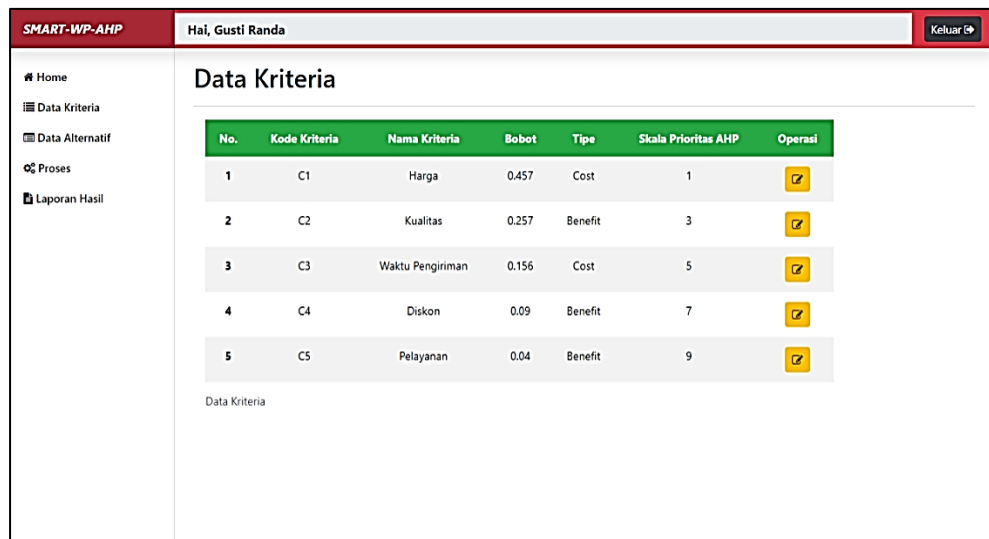 SMART-WP-AHP
Hai, Gusti Randa
Keluar
Home
Data Kriteria
Data Alternatif
Proses
Laporan Hasil
Data Kriteria
No. Kode Kriteria Nama Kriteria Bobot Tipe Skala Prioritas AHP Operasi
1 C1 Harga 0.457 Cost 1
2 C2 Kualitas 0.257 Benefit 3
3 C3 Waktu Pengiriman 0.156 Cost 5
4 C4 Diskon 0.09 Benefit 7
5 C5 Pelayanan 0.04 Benefit 9
Data Kriteria